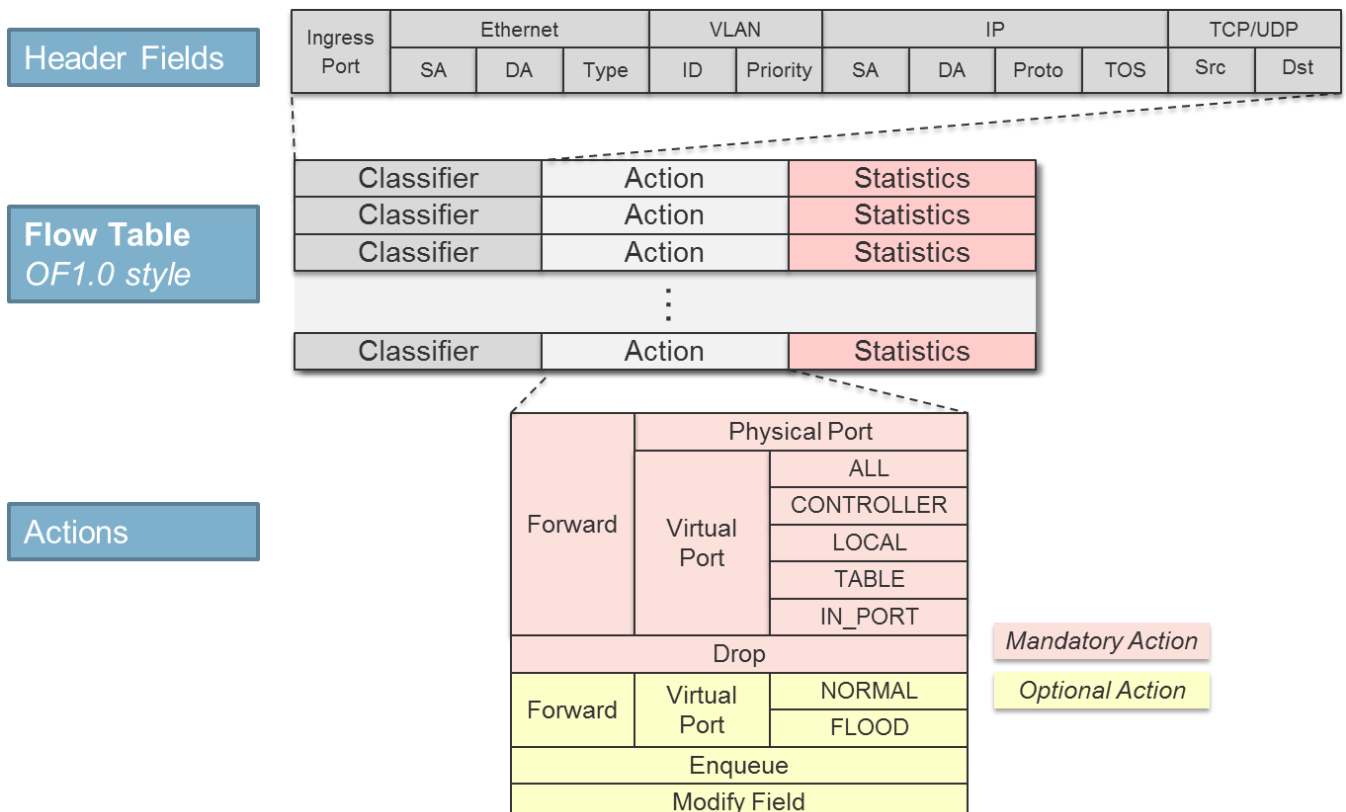 Header Fields
Ingress Port
Ethernet
VLAN
IP
TCP/UDP
SA
DA
Type
ID
Priority
SA
DA
Proto
TOS
Src
Dst
Flow Table
OF1.0 style
Classifier
Action
Statistics
Classifier
Action
Statistics
Classifier
Action
Statistics
⋮
Classifier
Action
Statistics
Actions
Forward
Physical Port
Virtual
Port
ALL
CONTROLLER
LOCAL
TABLE
IN_PORT
Drop
Forward
Virtual
Port
NORMAL
FLOOD
Enqueue
Modify Field
Mandatory Action
Optional Action